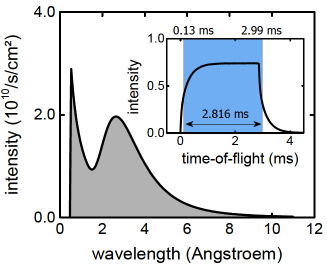 intensity (10¹⁰/s/cm²)
4.0
2.0
0.0
0 2 4 6 8 10 12
wavelength (Angstroem)
0.13 ms 2.99 ms
intensity
1.0
0.5
0.0
2.816 ms
0 2 4
time-of-flight (ms)